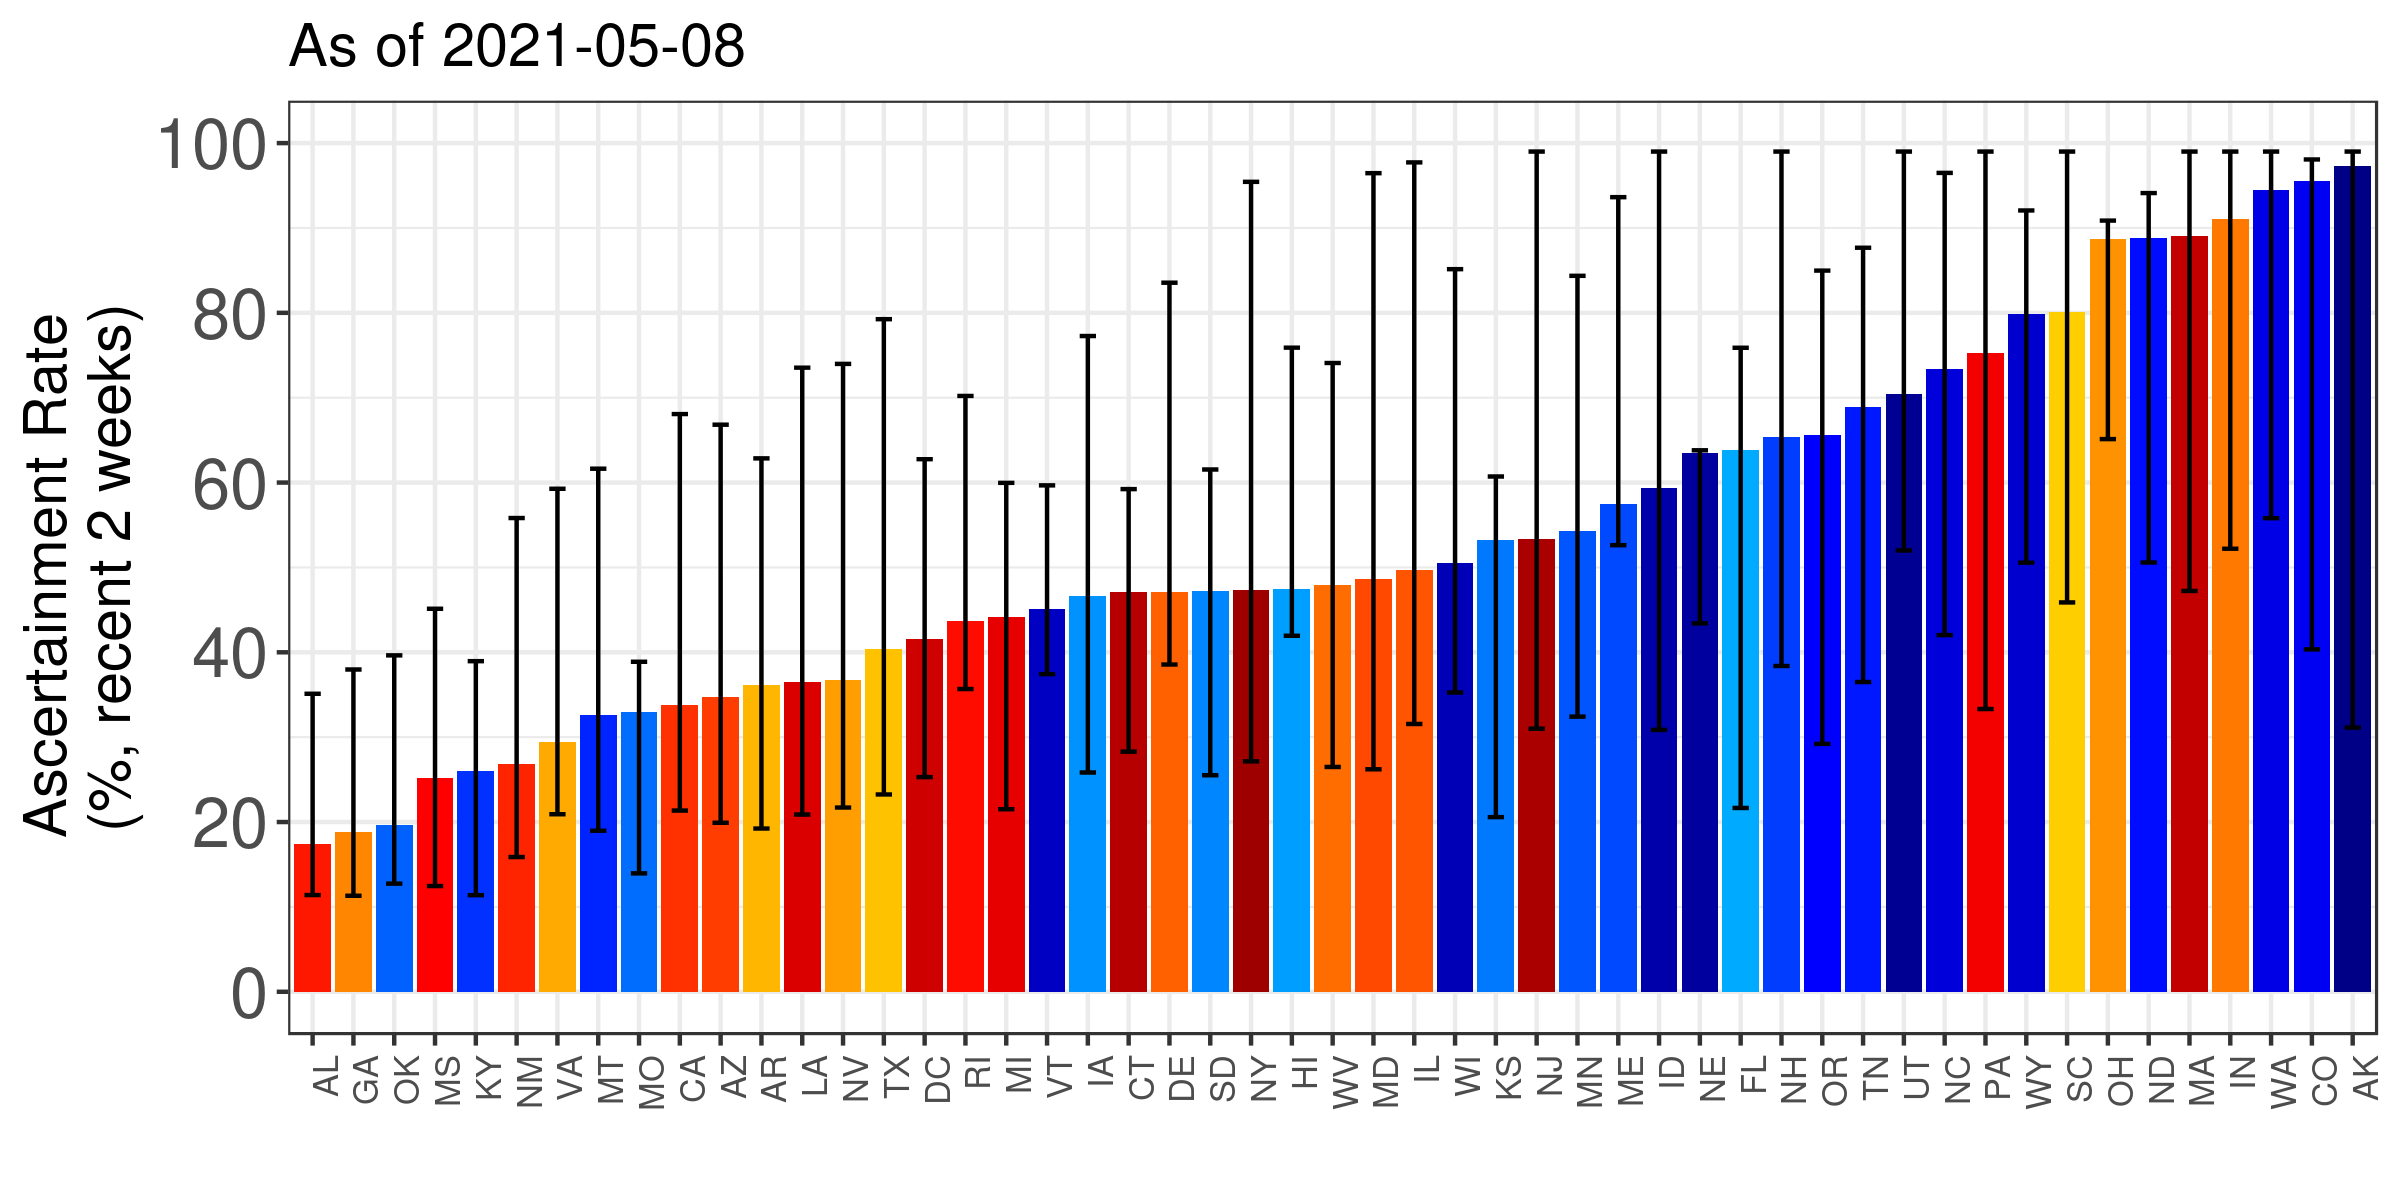 As of 2021-05-08
Ascertainment Rate
(%, recent 2 weeks)
100
80
60
40
20
0
AL GA OK MS KY NM VA MT MO CA AZ AR LA NV TX DC RI MI VT IA CT DE SD NY HI WV MD IL WI KS NJ MN ME ID NE FL NH OR TN UT NC PA WY SC OH ND MA IN WA CO AK